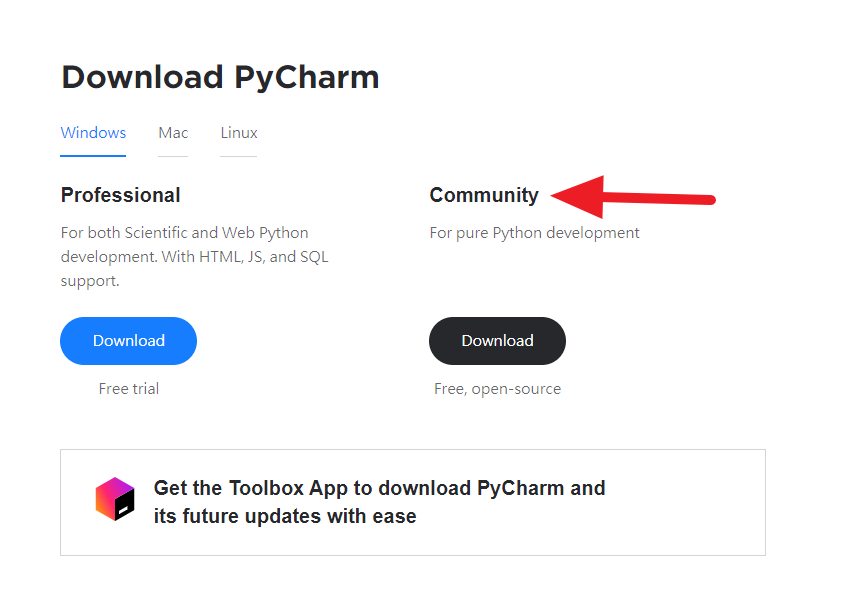 Download PyCharm
Windows Mac Linux
Professional
For both Scientific and Web Python
development. With HTML, JS, and SQL
support.
Download
Free trial
Community
For pure Python development
Download
Free, open-source
Get the Toolbox App to download PyCharm and
its future updates with ease